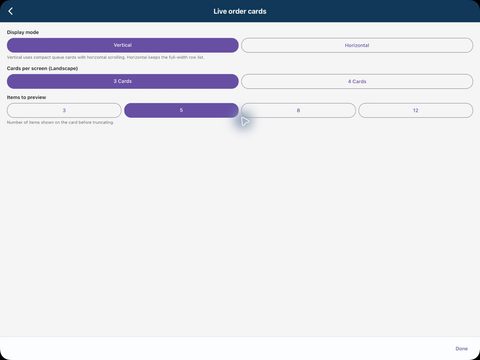 Live order cards
Display mode
Vertical
Horizontal
Vertical uses compact queue cards with horizontal scrolling. Horizontal keeps the full-width row list.
Cards per screen (Landscape)
3 Cards
4 Cards
Items to preview
3
5
8
12
Number of items shown on the card before truncating.
Done